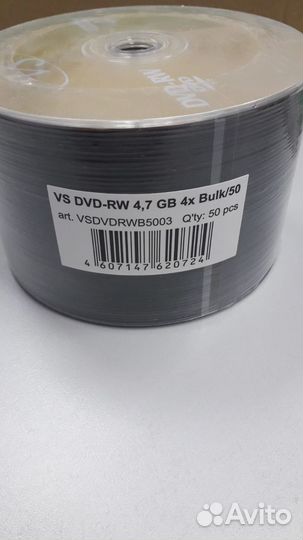 VS DVD-RW 4,7 GB 4x Bulk/50
art. VSDVDRWB5003 Q'ty: 50 pcs
4 607147 620724
Avito